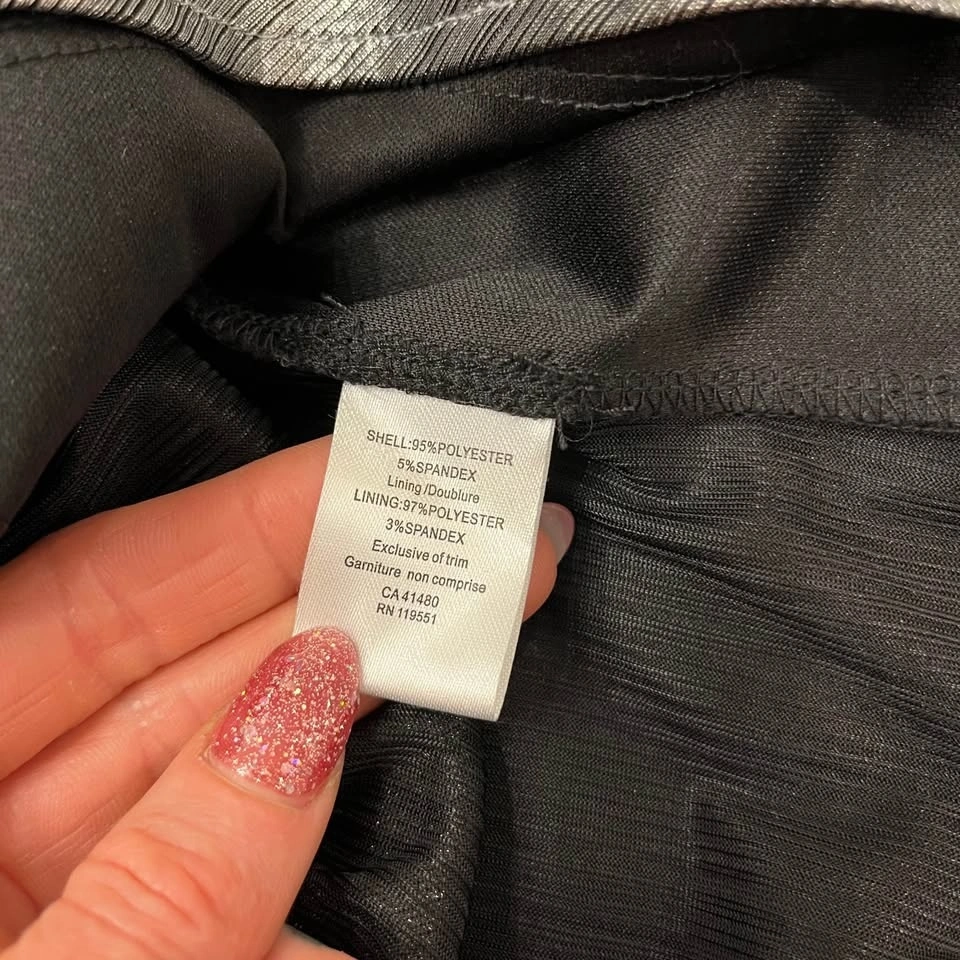 SHELL:95%POLYESTER
5%SPANDEX
Lining/Doublure
LINING:97%POLYESTER
3%SPANDEX
Exclusive of trim
Garniture non comprise
CA 41480
RN 119551